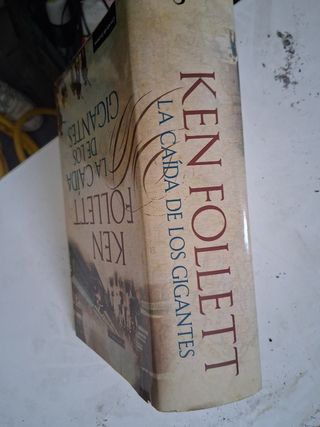 KEN FOLLETT
LA CAÍDA DE LOS GIGANTES
KEN
FOLLETT
LA CAÍDA
DE LOS
GIGANTES